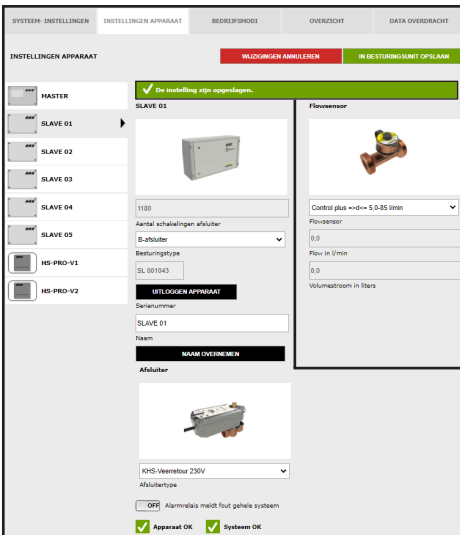 SYSTEEM- INSTELLINGEN
INSTELLINGEN APPARAAT
BEDRIJFSMODI
OVERZICHT
DATA OVERDRACHT
INSTELLINGEN APPARAAT
WIJZIGINGEN ANNULEREN
IN BESTURINGSUNIT OPSLAAN
MASTER
SLAVE 01
SLAVE 02
SLAVE 03
SLAVE 04
SLAVE 05
HS-PRO-V1
HS-PRO-V2
De instelling zijn opgeslagen.
SLAVE 01
1180
Aantal schakelingen afsluiter
B-afsluiter
Besturingstype
SL 001043
UITLOGGEN APPARAAT
Serienummer
SLAVE 01
Naam
NAAM OVERNEMEN
Flowsensor
Control plus =>d<= 5,0-85 l/min
Flowsensor
0,0
Flow in l/min
0,0
Volumestroom in liters
Afsluiter
KHS-Veerretour 230V
Afsluitertype
OFF Alarmrelais meldt fout gehele systeem
Apparaat OK
Systeem OK